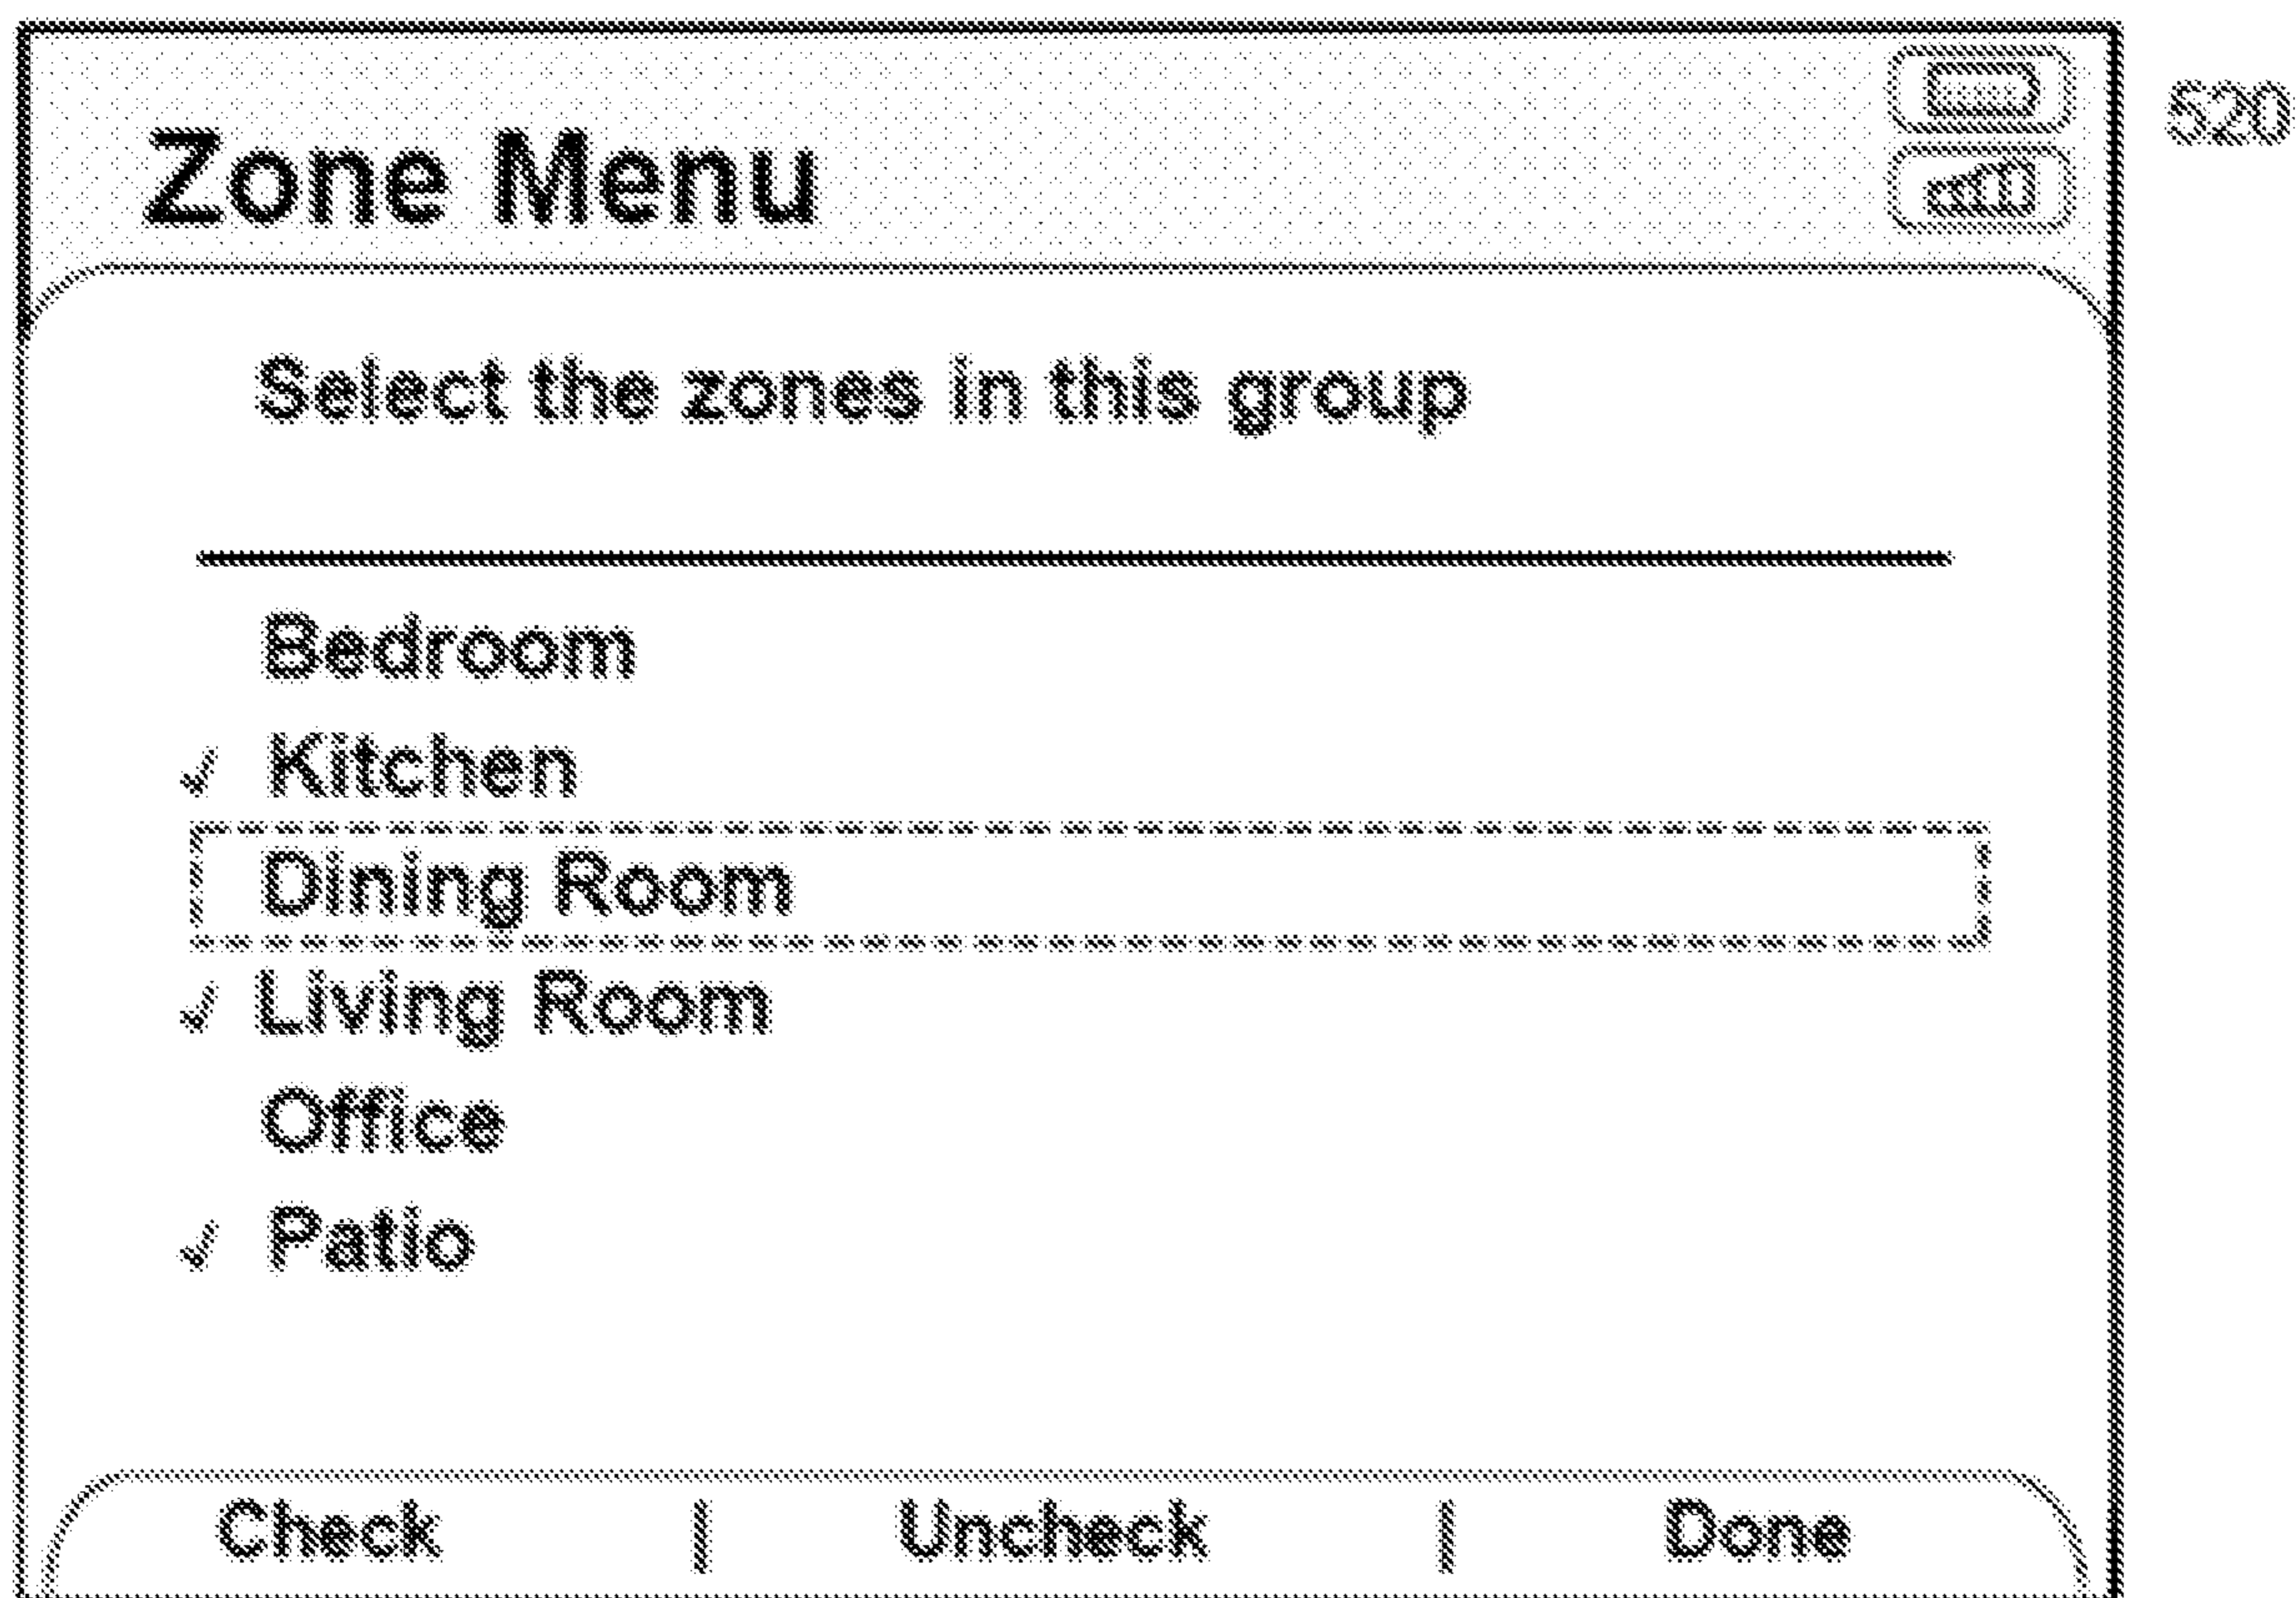 Zone Menu
520
Select the zones in this group
Bedroom
✓ Kitchen
Dining Room
✓ Living Room
Office
✓ Patio
Check | Uncheck | Done